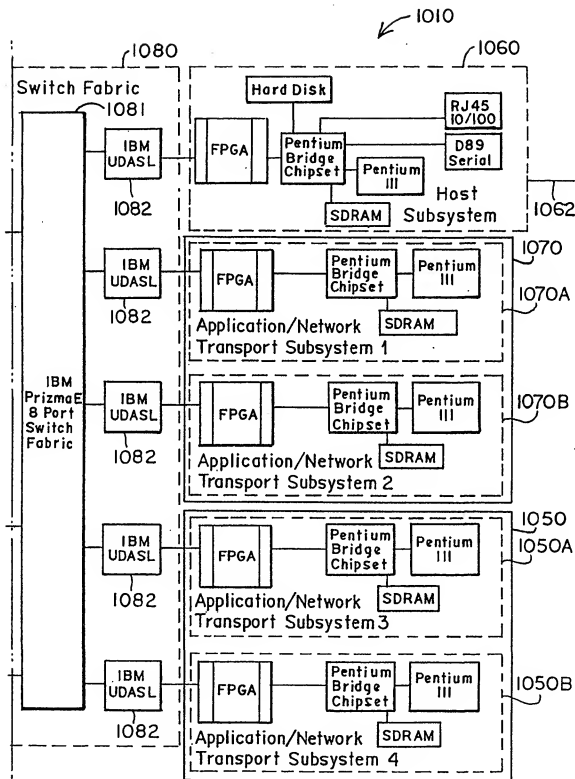 1010
1080
1060
Switch Fabric
1081
Hard Disk
RJ45
10/100
D89
Serial
IBM
UDASL
FPGA
Pentium
Bridge
Chipset
Pentium
III
1082
SDRAM
Host
Subsystem
1062
1070
IBM
UDASL
FPGA
Pentium
Bridge
Chipset
Pentium
III
1070A
1082
SDRAM
Application/Network
Transport Subsystem 1
IBM
PrizmaE
8 Port
Switch
Fabric
IBM
UDASL
FPGA
Pentium
Bridge
Chipset
Pentium
III
1070B
1082
SDRAM
Application/Network
Transport Subsystem 2
1050
1050A
IBM
UDASL
FPGA
Pentium
Bridge
Chipset
Pentium
III
1082
SDRAM
Application/Network
Transport Subsystem 3
IBM
UDASL
FPGA
Pentium
Bridge
Chipset
Pentium
III
1050B
1082
SDRAM
Application/Network
Transport Subsystem 4